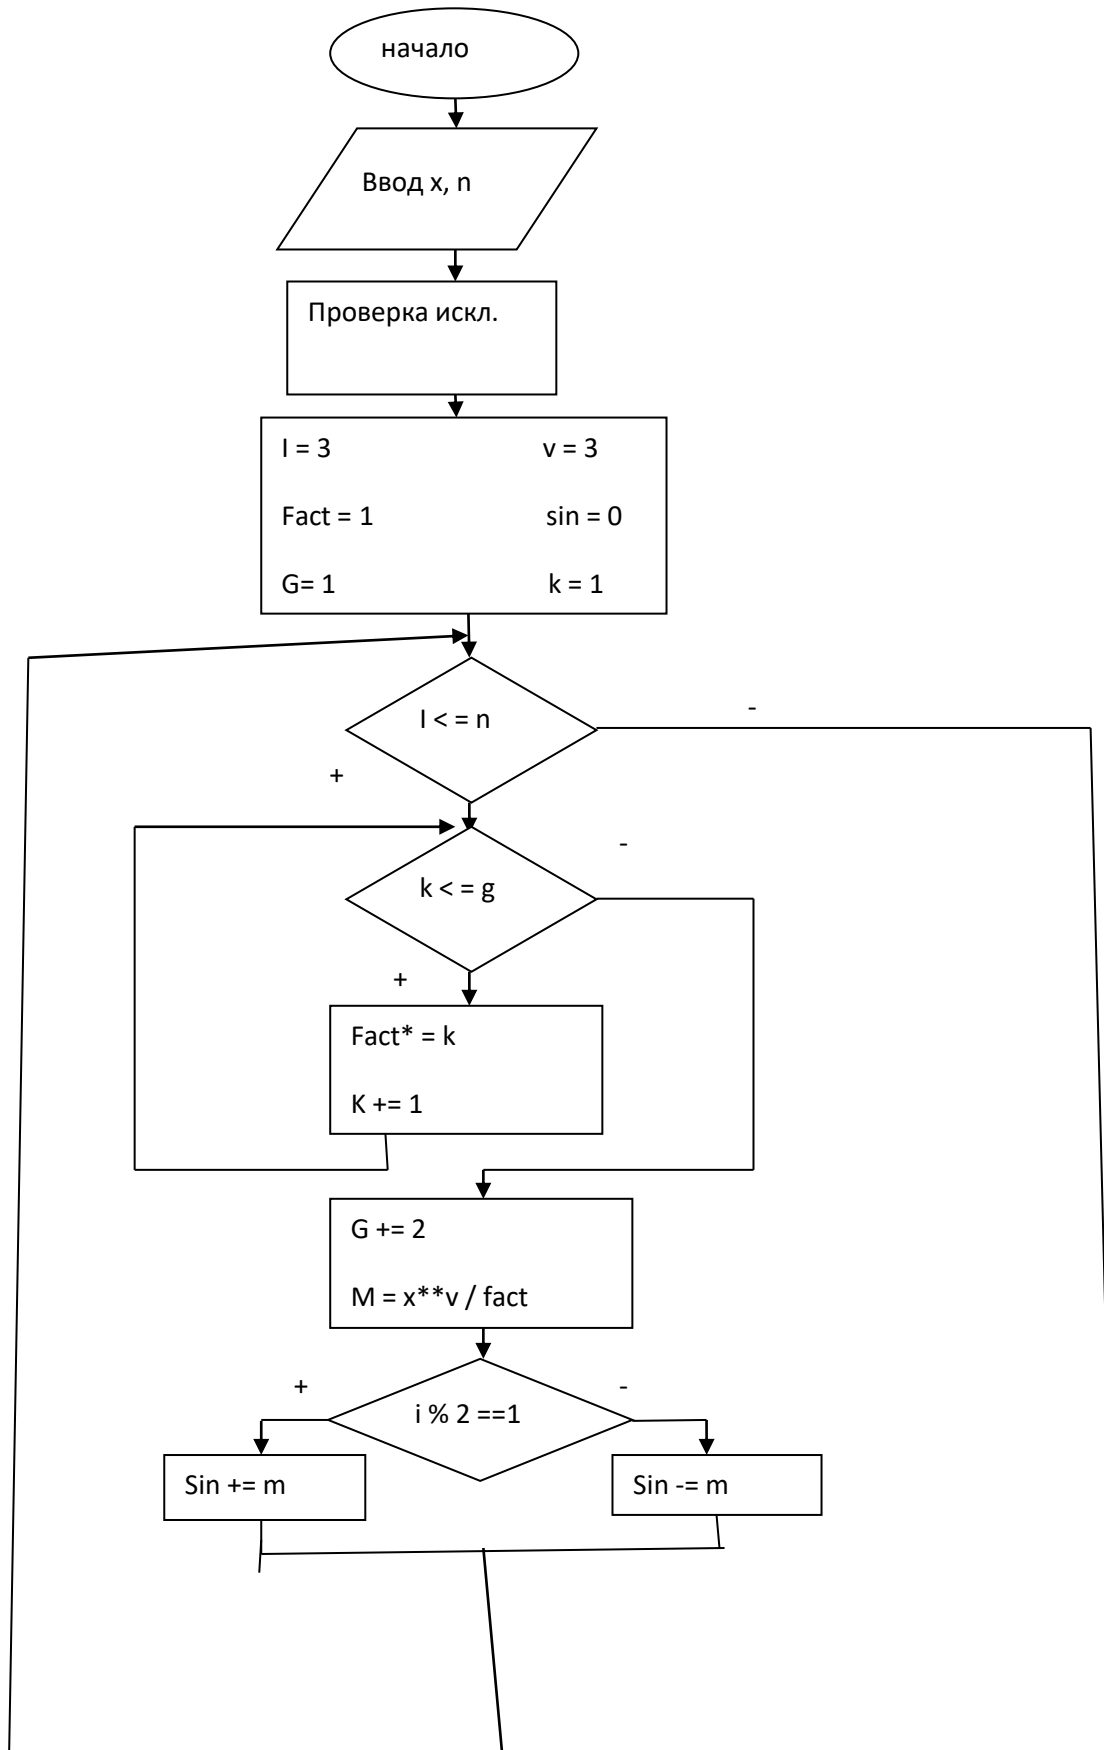 начало
Ввод x, n
Проверка искл.
I = 3 v = 3
Fact = 1 sin = 0
G= 1 k = 1
I < = n
-
+
k < = g
-
+
Fact* = k
K += 1
G += 2
M = x**v / fact
+
i % 2 ==1
-
Sin += m
Sin -= m